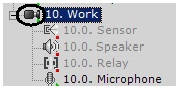 10. Work
10.0. Sensor
10.0. Speaker
10.0. Relay
10.0. Microphone